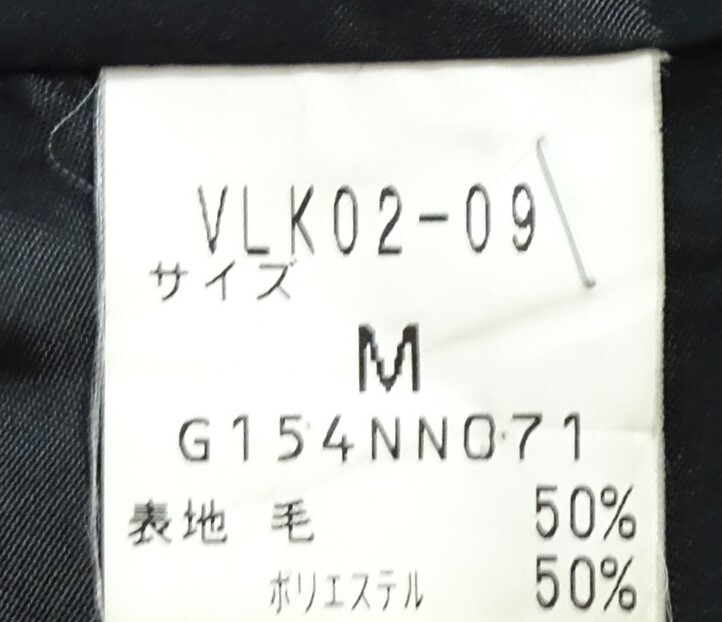 VLK02-09
サイズ
M
G154NN071
表地 毛 50%
ポリエステル 50%